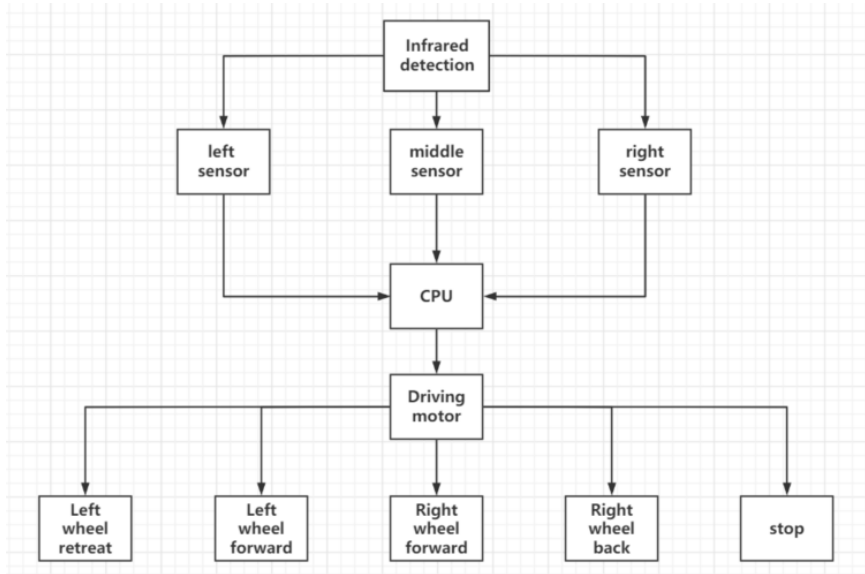 Infrared
detection
left
sensor
middle
sensor
right
sensor
CPU
Driving
motor
Left
wheel
retreat
Left
wheel
forward
Right
wheel
forward
Right
wheel
back
stop